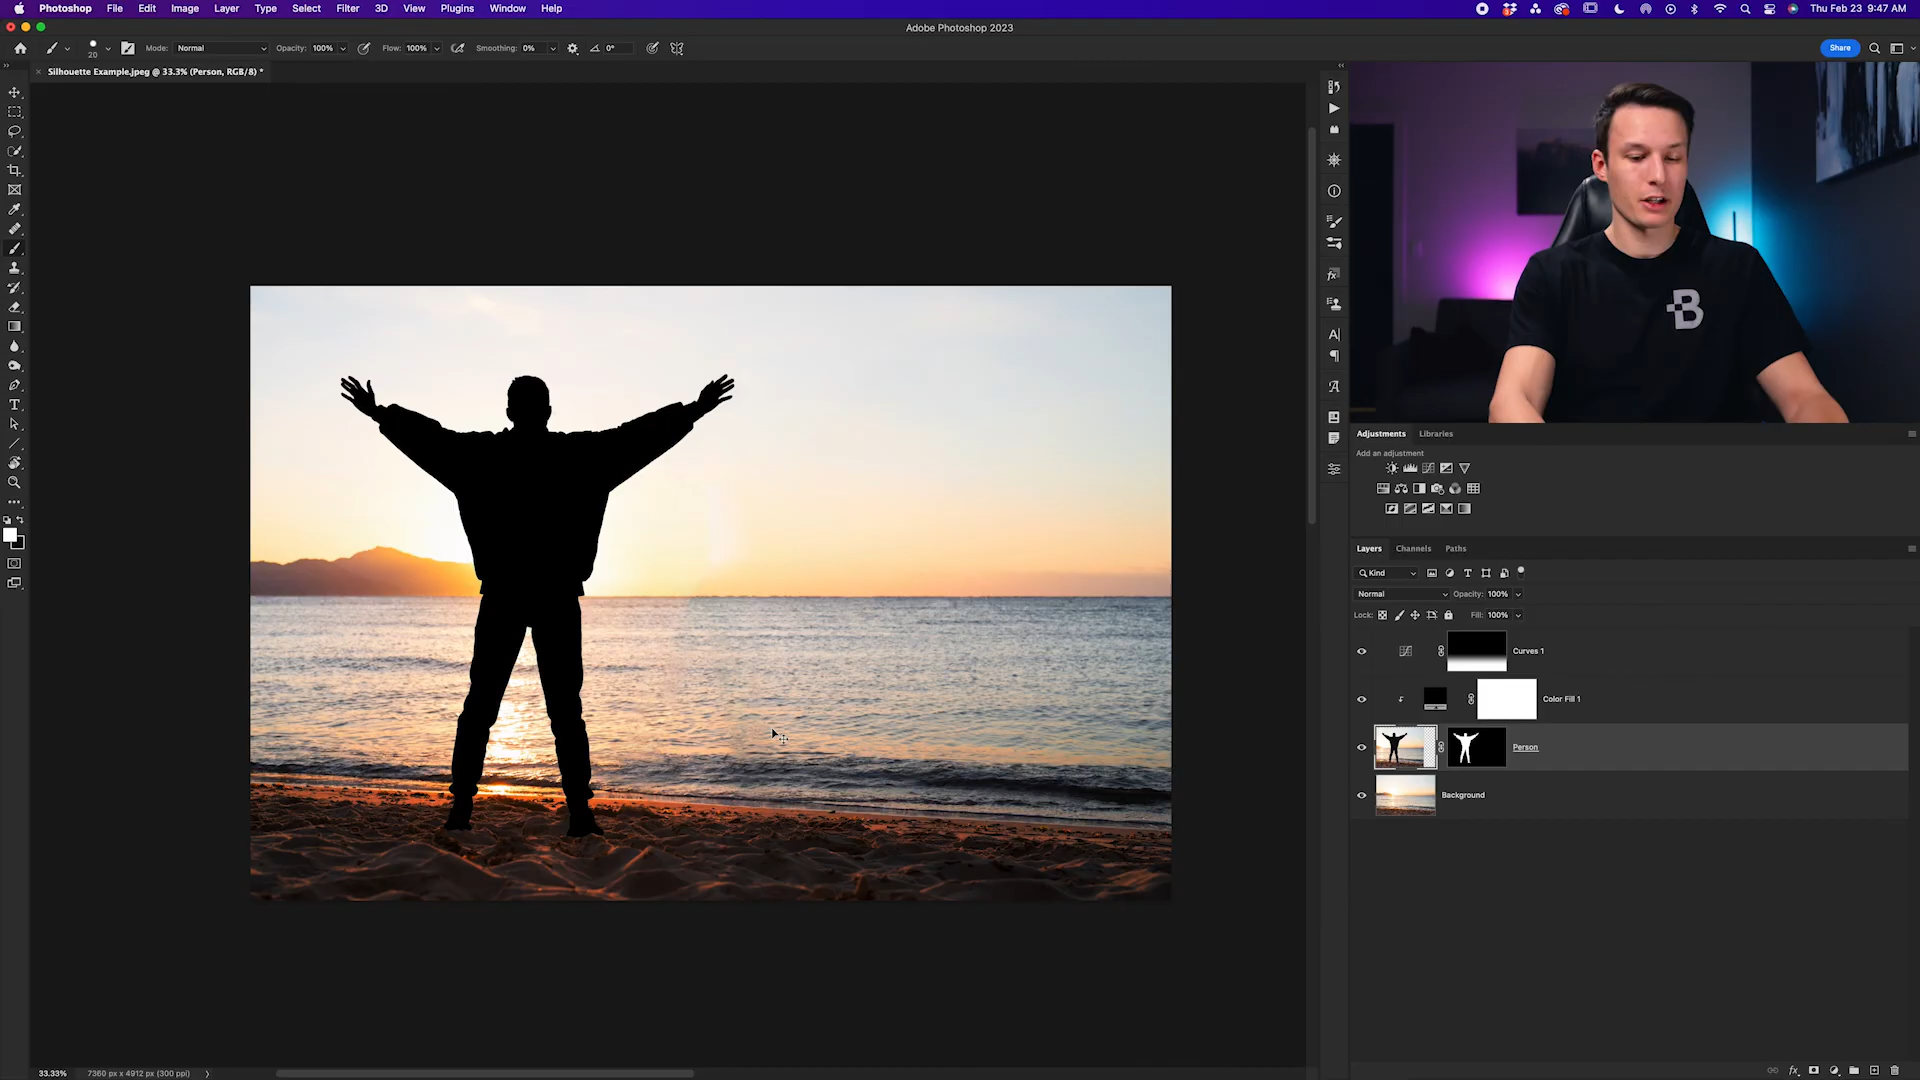 Photoshop File Edit Image Layer Type Select Filter 3D View Plugins Window Help Thu Feb 23 9:47 AM
Adobe Photoshop 2023
20 Mode: Normal Opacity: 100% Flow: 100% Smoothing: 0% 0° Share
× Silhouette Example.jpeg @ 33.3% (Person, RGB/8) *
B
Adjustments Libraries
Add an adjustment
Layers Channels Paths
Kind
Normal Opacity: 100%
Lock: Fill: 100%
Curves 1
Color Fill 1
Person
Background
33.33% 7360 px x 4912 px (300 ppi)